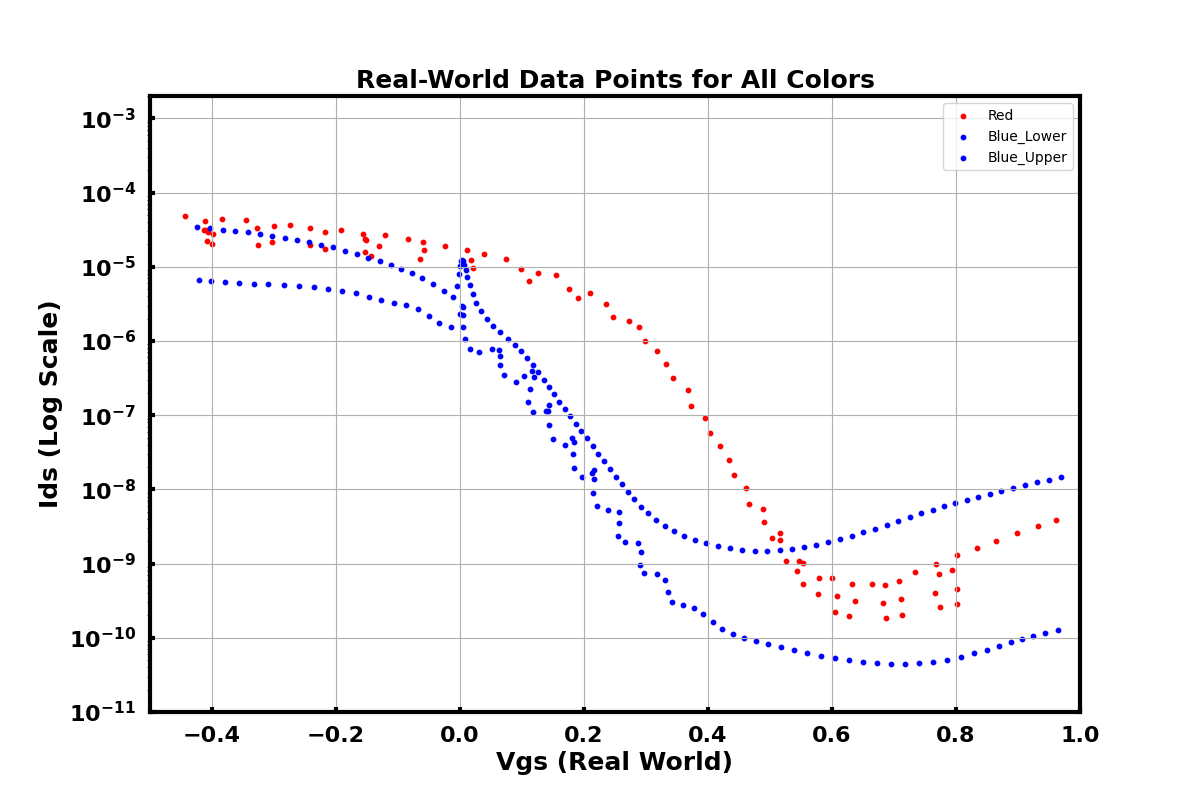 Real-World Data Points for All Colors
Red
Blue_Lower
Blue_Upper
Ids (Log Scale)
10⁻³
10⁻⁴
10⁻⁵
10⁻⁶
10⁻⁷
10⁻⁸
10⁻⁹
10⁻¹⁰
10⁻¹¹
−0.4 −0.2 0.0 0.2 0.4 0.6 0.8 1.0
Vgs (Real World)